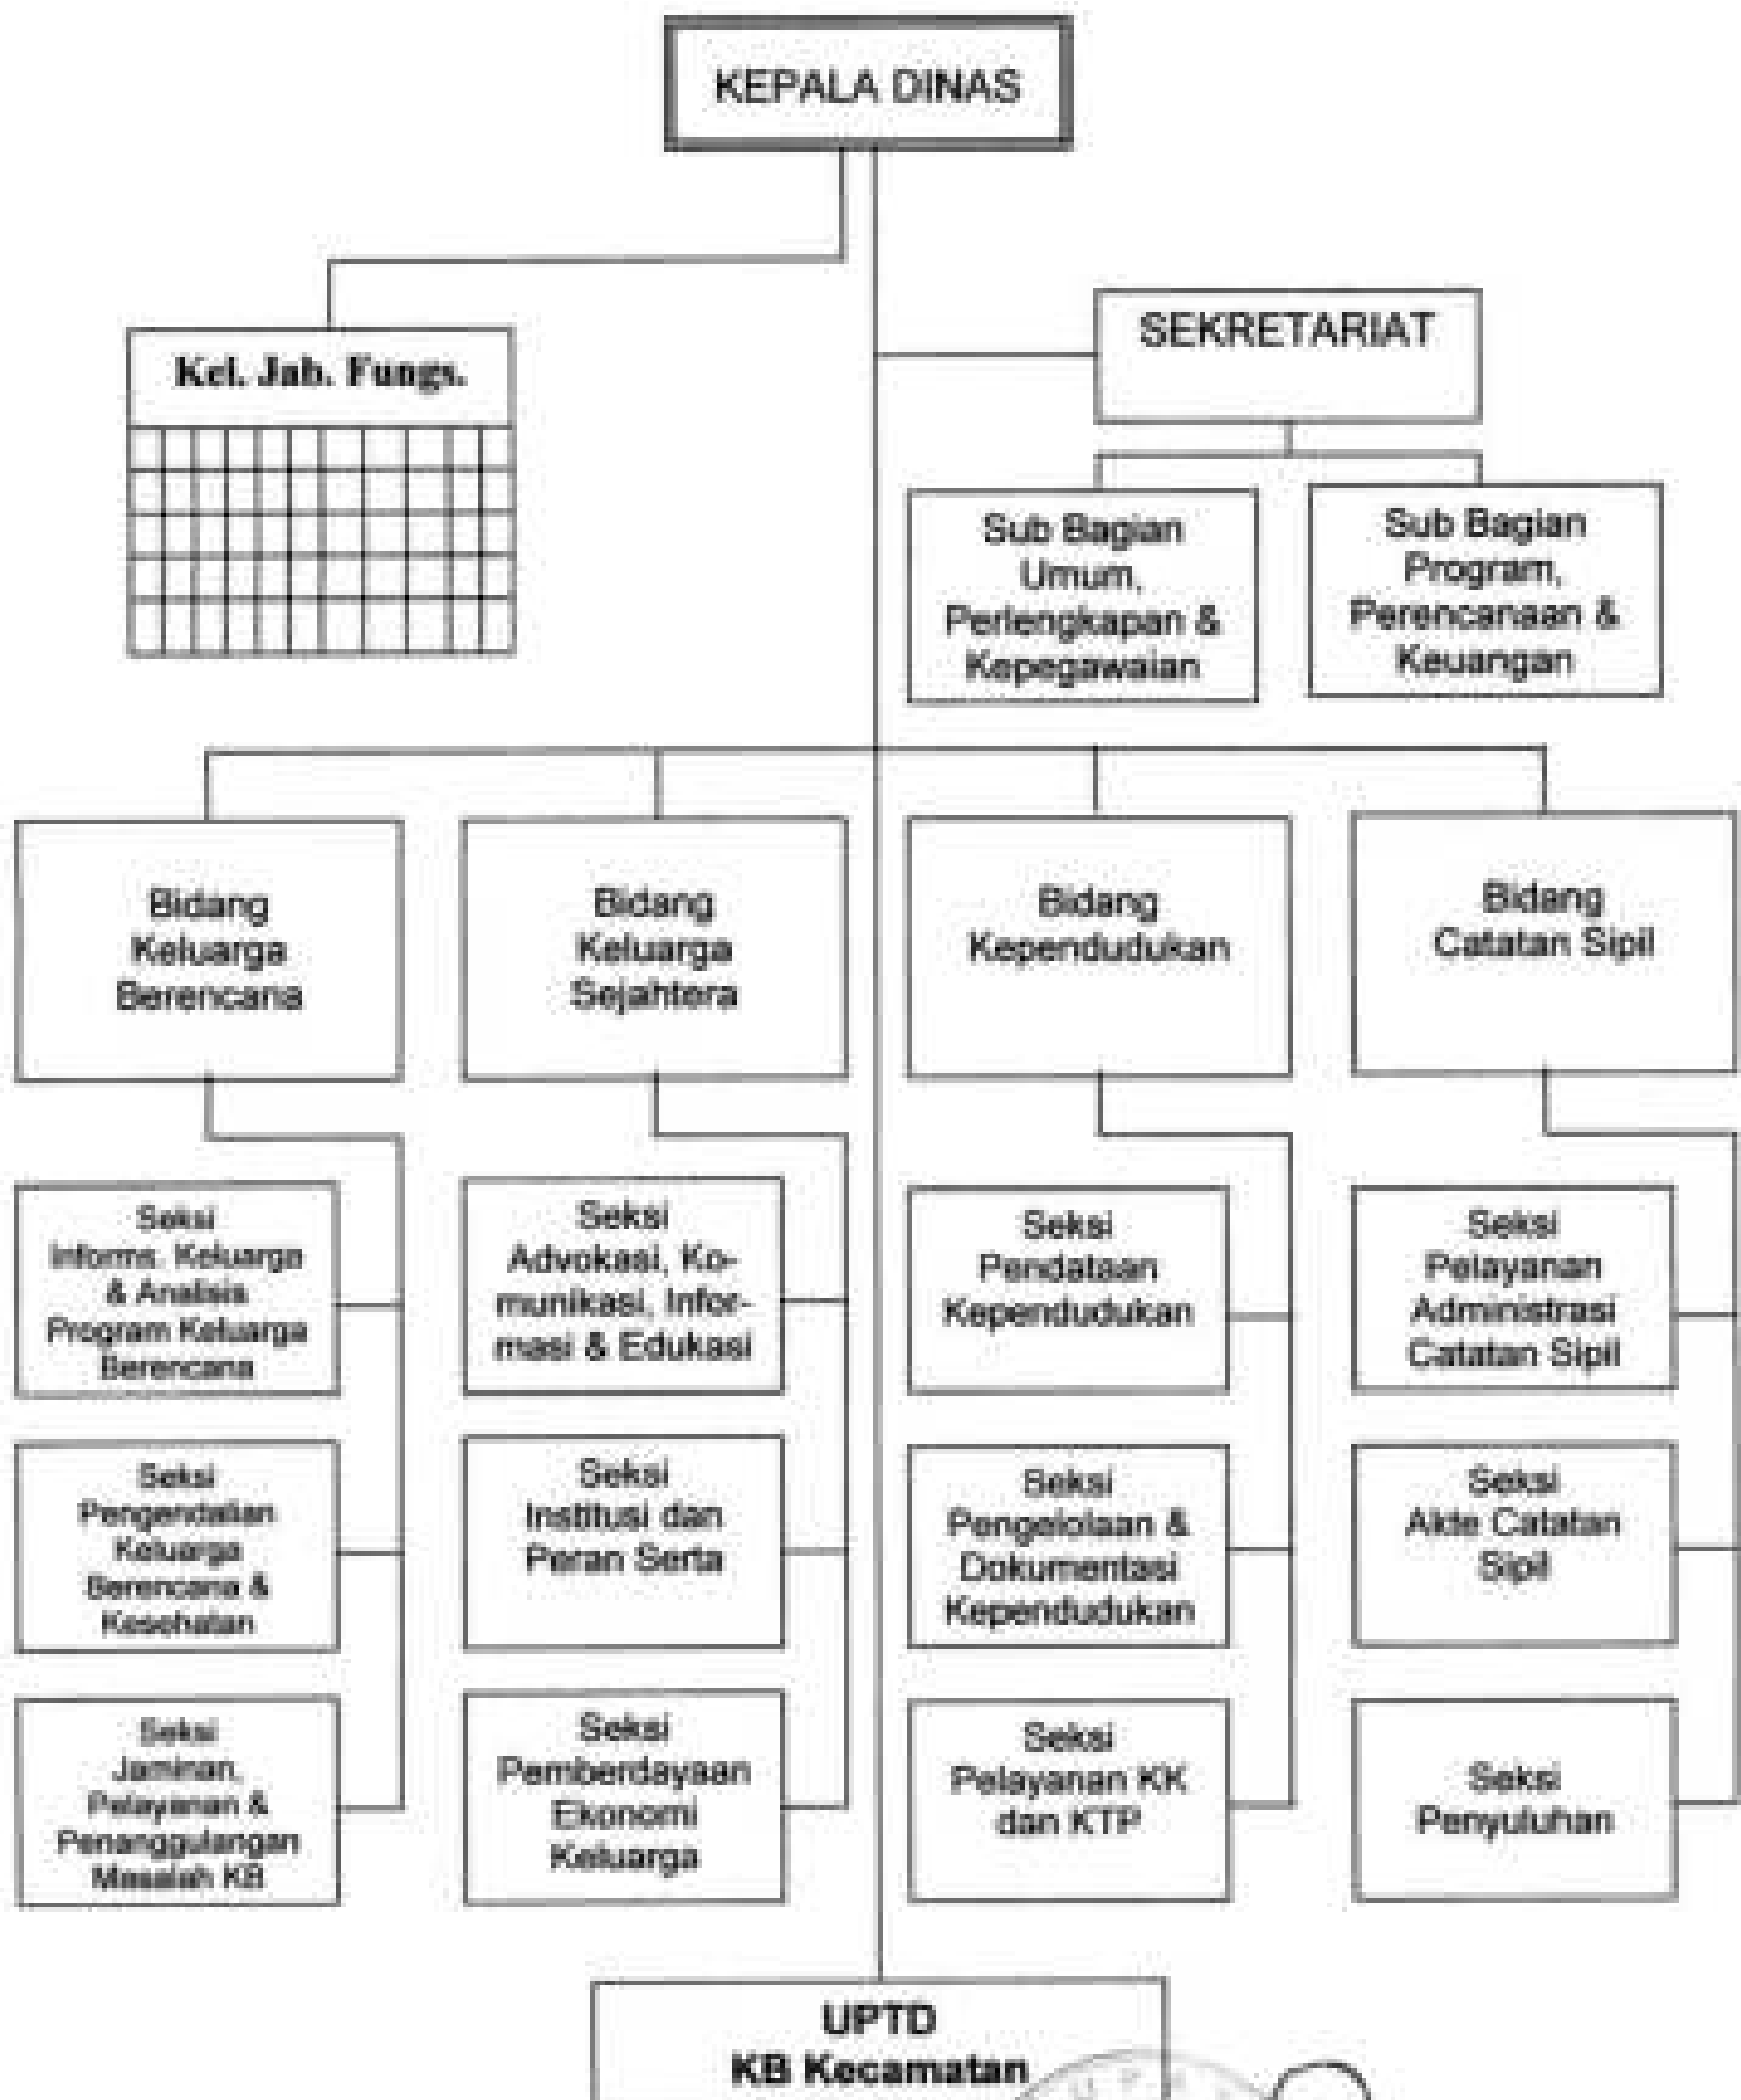 KEPALA DINAS
Kel. Jab. Fungs.
SEKRETARIAT
Sub Bagian
Umum,
Perlengkapan &
Kepegawaian
Sub Bagian
Program,
Perencanaan &
Keuangan
Bidang
Keluarga
Berencana
Bidang
Keluarga
Sejahtera
Bidang
Kependudukan
Bidang
Catatan Sipil
Seksi
Informs. Keluarga
& Analisis
Program Keluarga
Berencana
Seksi
Advokasi, Ko-
munikasi, Infor-
masi & Edukasi
Seksi
Pendataan
Kependudukan
Seksi
Pelayanan
Administrasi
Catatan Sipil
Seksi
Pengendalian
Keluarga
Berencana &
Kesehatan
Seksi
Institusi dan
Peran Serta
Seksi
Pengelolaan &
Dokumentasi
Kependudukan
Seksi
Akte Catatan
Sipil
Seksi
Jaminan,
Pelayanan &
Penanggulangan
Masalah KB
Seksi
Pemberdayaan
Ekonomi
Keluarga
Seksi
Pelayanan KK
dan KTP
Seksi
Penyuluhan
UPTD
KB Kecamatan